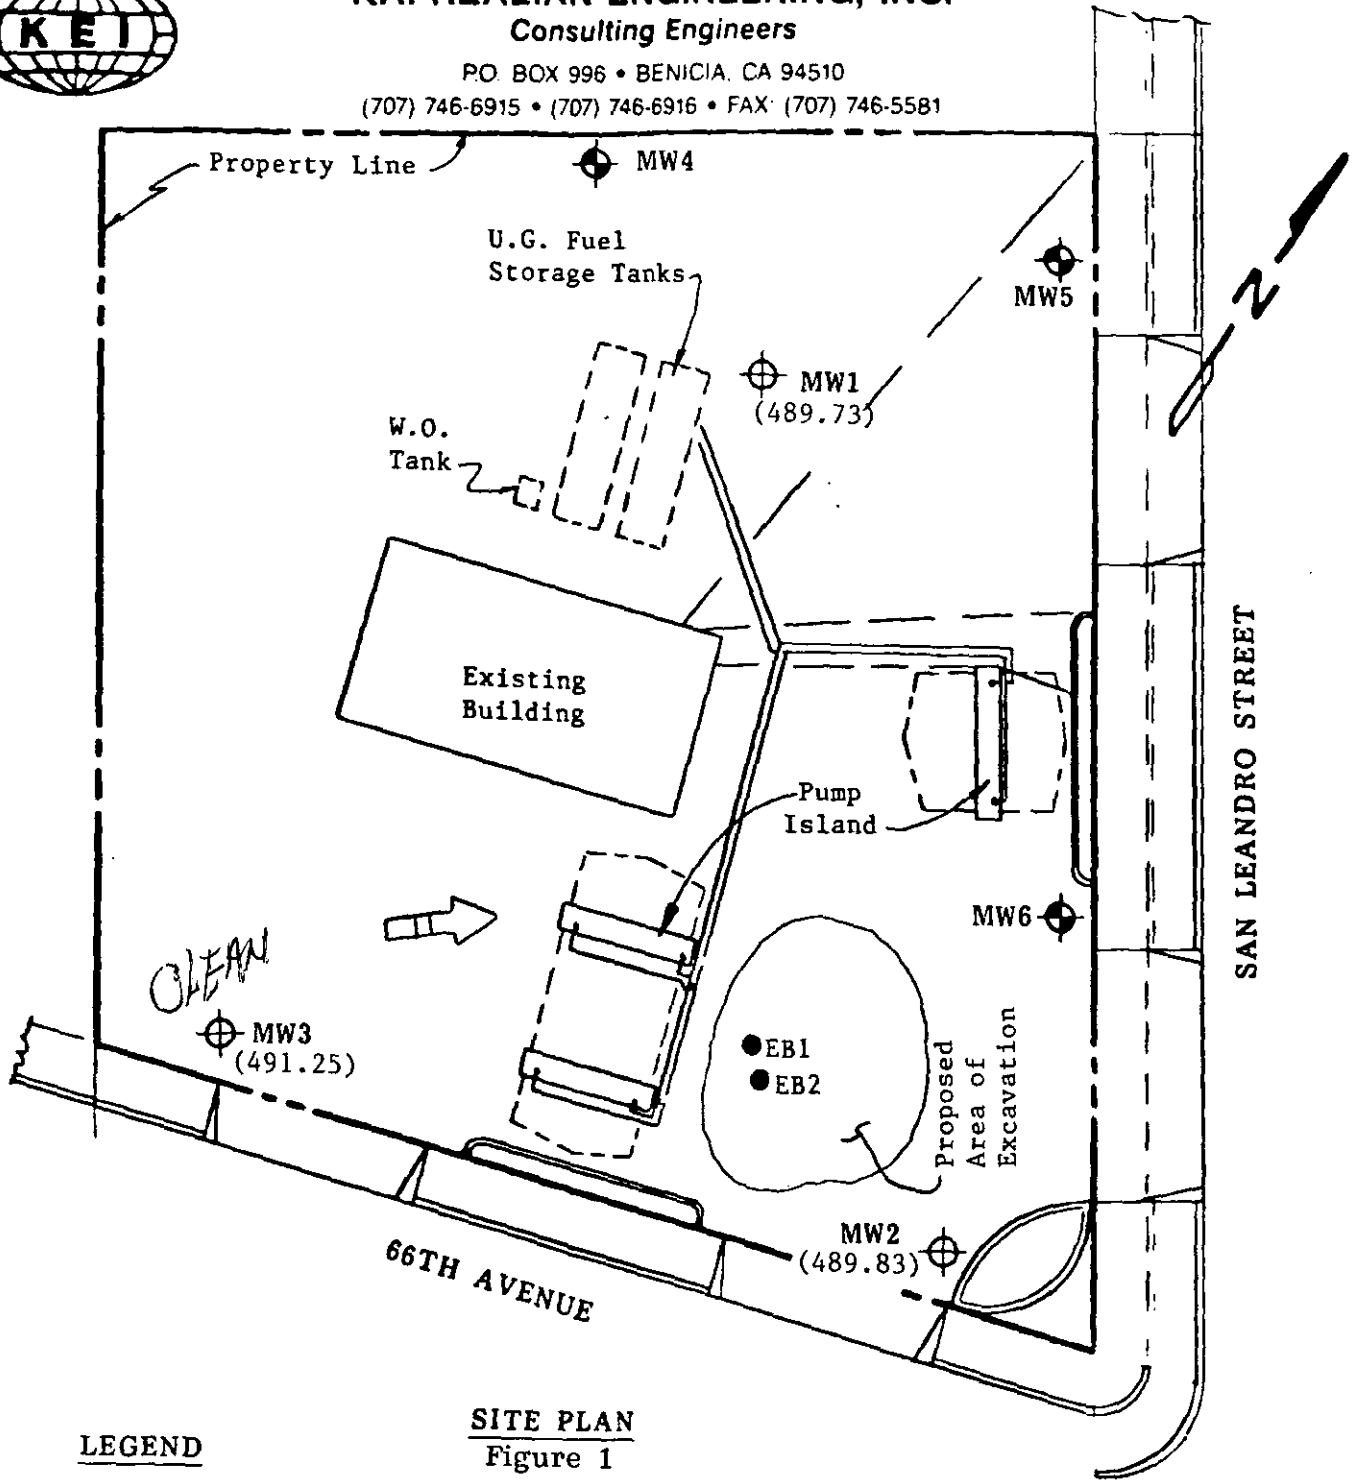 KEI
Consulting Engineers
P.O. BOX 996 • BENICIA, CA 94510
(707) 746-6915 • (707) 746-6916 • FAX: (707) 746-5581
Property Line
MW4
U.G. Fuel
Storage Tanks
MW5
N
MW1
(489.73)
W.O.
Tank
Existing
Building
Pump
Island
SAN LEANDRO STREET
MW6
CLEAN
MW3
(491.25)
EB1
EB2
Proposed
Area of
Excavation
MW2
(489.83)
66TH AVENUE
SITE PLAN
Figure 1
LEGEND